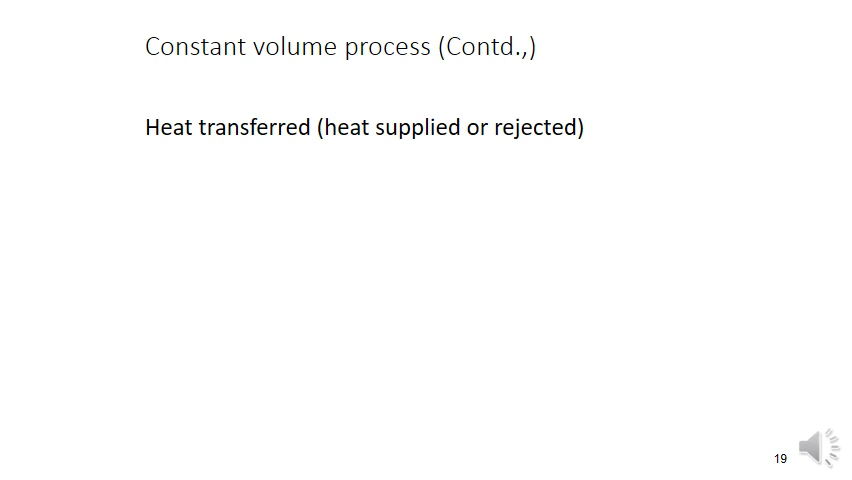 Constant volume process (Contd.,)
Heat transferred (heat supplied or rejected)
19